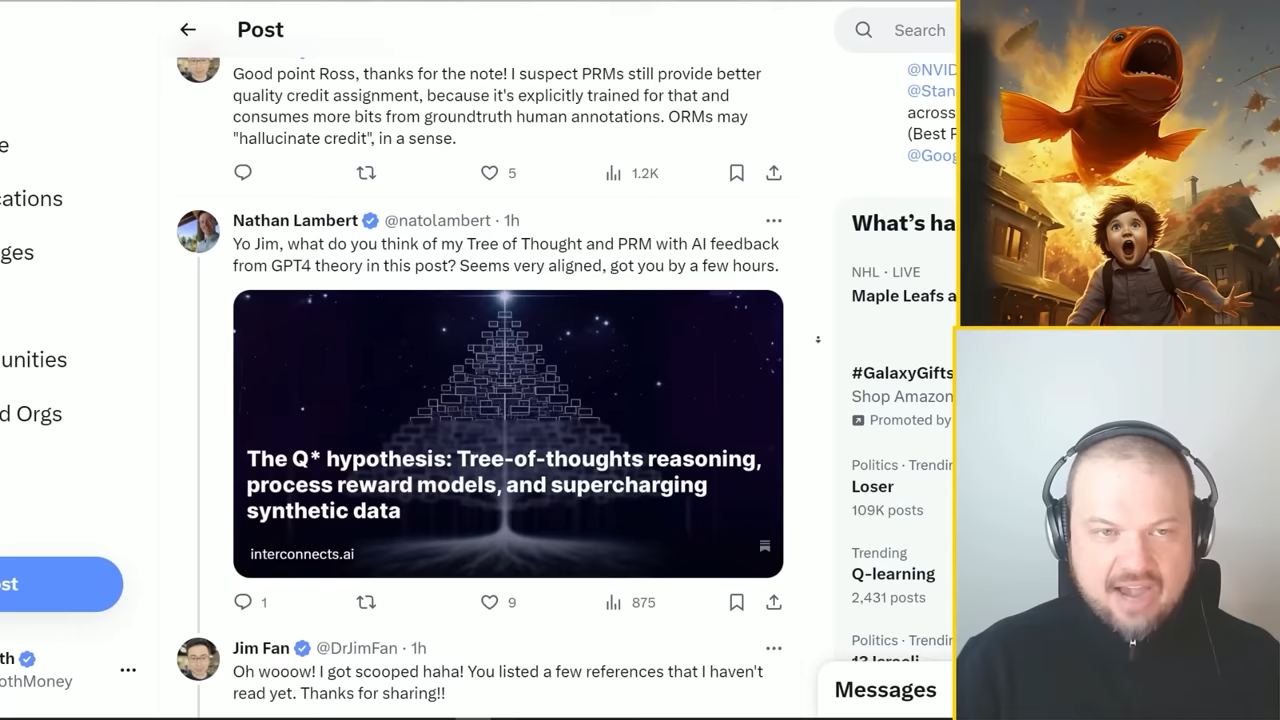 Post
Search
Good point Ross, thanks for the note! I suspect PRMs still provide better
quality credit assignment, because it's explicitly trained for that and
consumes more bits from groundtruth human annotations. ORMs may
"hallucinate credit", in a sense.
5
1.2K
Nathan Lambert @natolambert · 1h
Yo Jim, what do you think of my Tree of Thought and PRM with AI feedback
from GPT4 theory in this post? Seems very aligned, got you by a few hours.
The Q* hypothesis: Tree-of-thoughts reasoning,
process reward models, and supercharging
synthetic data
interconnects.ai
1
9
875
Jim Fan @DrJimFan · 1h
Oh wooow! I got scooped haha! You listed a few references that I haven't
read yet. Thanks for sharing!!
e
cations
ges
unities
d Orgs
st
th
othMoney
@NVID
@Stan
across
(Best P
@Goog
What's ha
NHL · LIVE
Maple Leafs a
#GalaxyGifts
Shop Amazon
Promoted by
Politics · Trendin
Loser
109K posts
Trending
Q-learning
2,431 posts
Politics · Trendin
13 Israeli
Messages